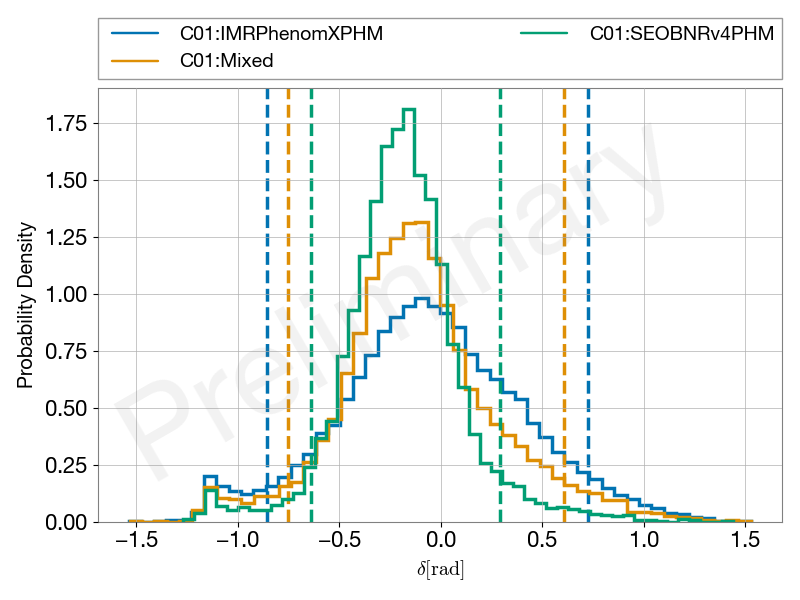 C01:IMRPhenomXPHM
C01:Mixed
C01:SEOBNRv4PHM
Preliminary
Probability Density
1.75
1.50
1.25
1.00
0.75
0.50
0.25
0.00
−1.5 −1.0 −0.5 0.0 0.5 1.0 1.5
δ[rad]